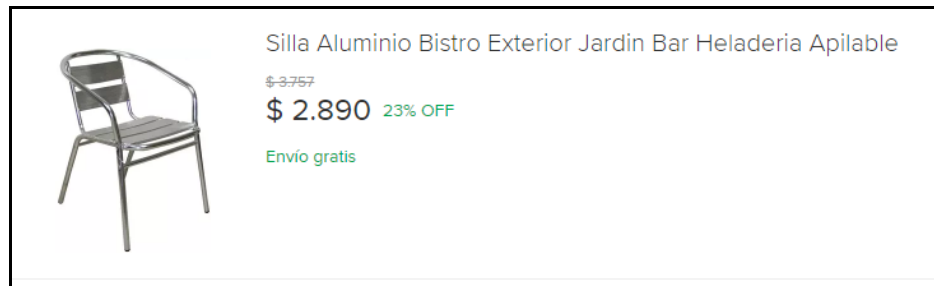 Silla Aluminio Bistro Exterior Jardin Bar Heladeria Apilable
$ 3.757
$ 2.890 23% OFF
Envío gratis